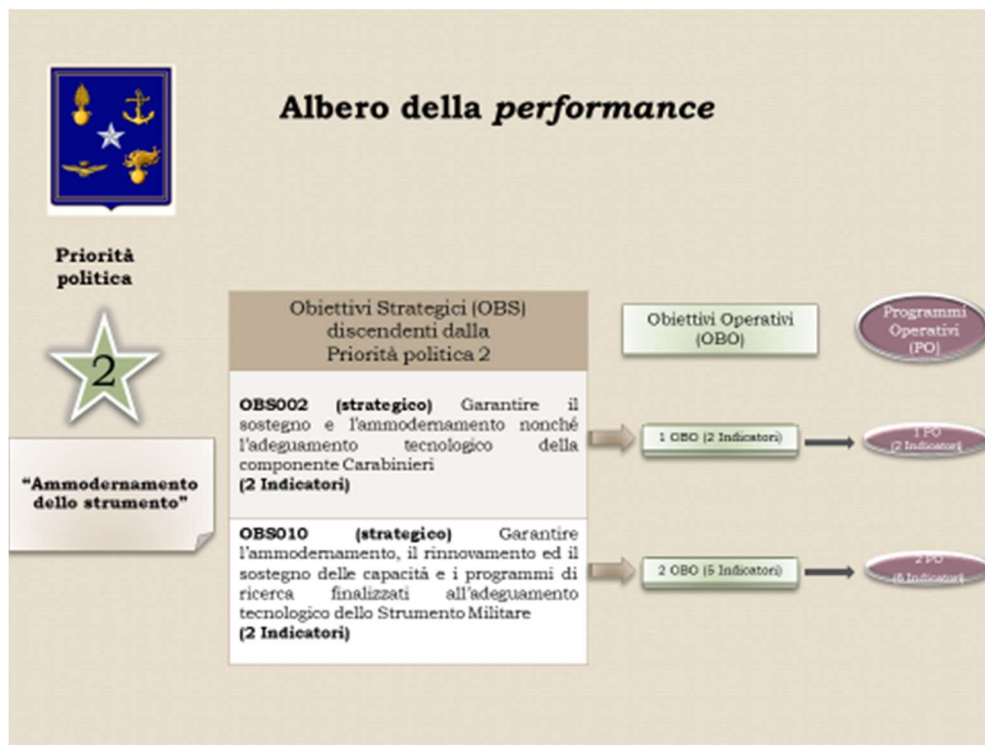 Albero della performance
Priorità
politica
2
"Ammodernamento
dello strumento"
Obiettivi Strategici (OBS)
discendenti dalla
Priorità politica 2
Obiettivi Operativi
(OBO)
Programmi
Operativi
(PO)
OBS002 (strategico) Garantire il
sostegno e l'ammodernamento nonché
l'adeguamento tecnologico della
componente Carabinieri
(2 Indicatori)
1 OBO (2 Indicatori)
1 PO
(2 Indicatori)
OBS010 (strategico) Garantire
l'ammodernamento, il rinnovamento ed il
sostegno delle capacità e i programmi di
ricerca finalizzati all'adeguamento
tecnologico dello Strumento Militare
(2 Indicatori)
2 OBO (5 Indicatori)
2 PO
Indicatori)